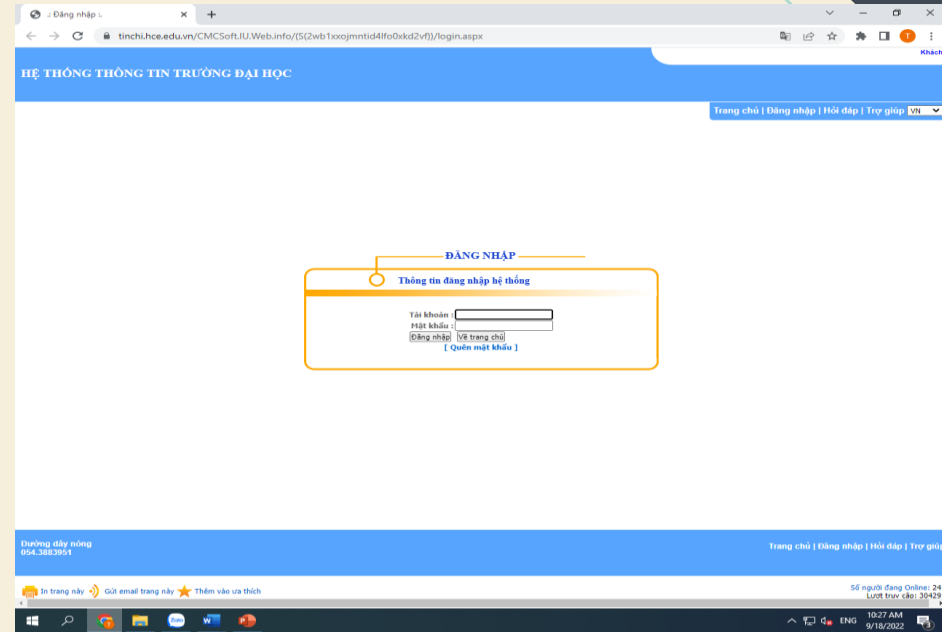 .: Đăng nhập :.
tinchi.hce.edu.vn/CMCSoft.IU.Web.info/(S(2wb1xxojmntid4lfo0xkd2vf))/login.aspx
T
Khách
HỆ THỐNG THÔNG TIN TRƯỜNG ĐẠI HỌC
Trang chủ | Đăng nhập | Hỏi đáp | Trợ giúp VN
ĐĂNG NHẬP
Thông tin đăng nhập hệ thống
Tài khoản :
Mật khẩu :
Đăng nhập Về trang chủ
[ Quên mật khẩu ]
Đường dây nóng
054.3883951
Trang chủ | Đăng nhập | Hỏi đáp | Trợ giúp
In trang này Gửi email trang này Thêm vào ưa thích
Số người đang Online: 24
Lượt truy cập: 30429
Zalo
ENG
10:27 AM
9/18/2022
3